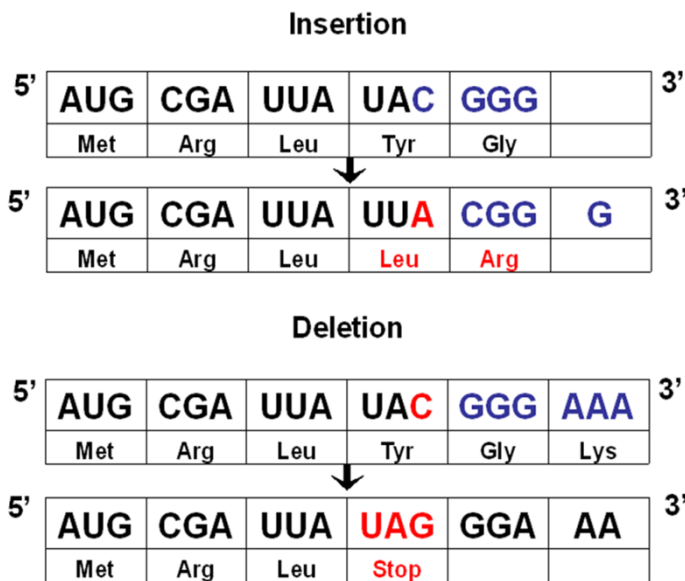 Insertion
5’ AUG CGA UUA UAC GGG 3’
Met Arg Leu Tyr Gly
5’ AUG CGA UUA UUA CGG G 3’
Met Arg Leu Leu Arg
Deletion
5’ AUG CGA UUA UAC GGG AAA 3’
Met Arg Leu Tyr Gly Lys
5’ AUG CGA UUA UAG GGA AA 3’
Met Arg Leu Stop